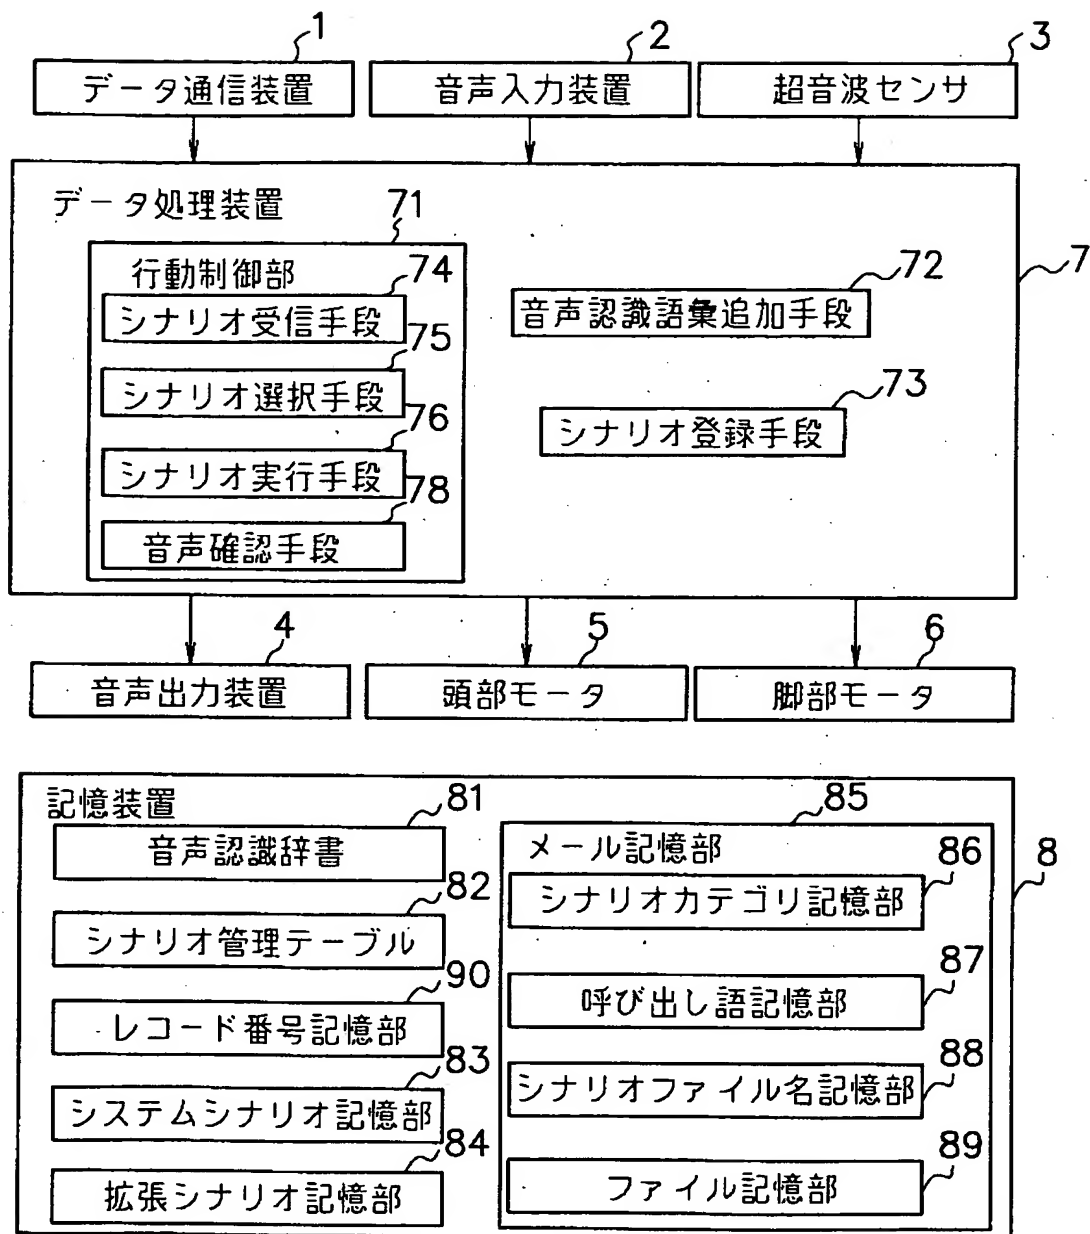 1
2
3
データ通信装置
音声入力装置
超音波センサ
データ処理装置
71
行動制御部
74
シナリオ受信手段
75
シナリオ選択手段
76
シナリオ実行手段
78
音声確認手段
72
音声認識語彙追加手段
73
シナリオ登録手段
7
4
5
6
音声出力装置
頭部モータ
脚部モータ
記憶装置
81
音声認識辞書
82
シナリオ管理テーブル
90
レコード番号記憶部
83
システムシナリオ記憶部
84
拡張シナリオ記憶部
85
メール記憶部
86
シナリオカテゴリ記憶部
87
呼び出し語記憶部
88
シナリオファイル名記憶部
89
ファイル記憶部
8